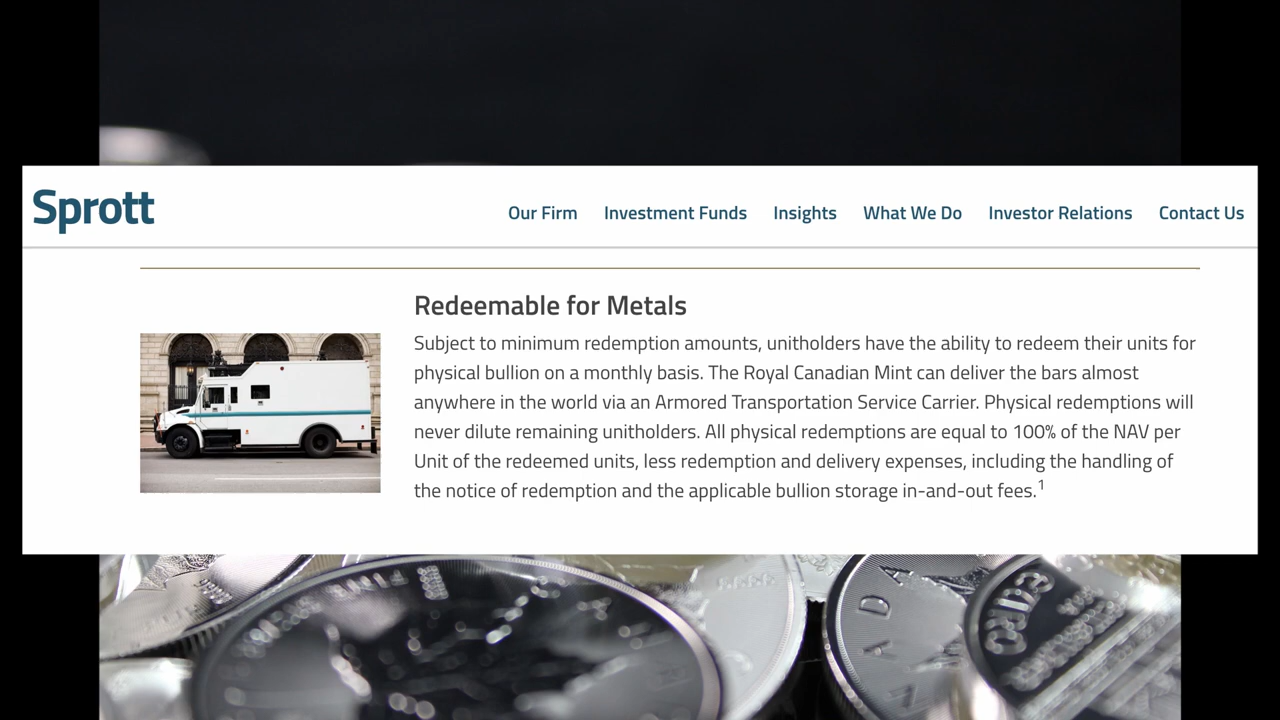 Sprott
Our Firm Investment Funds Insights What We Do Investor Relations Contact Us
Redeemable for Metals
Subject to minimum redemption amounts, unitholders have the ability to redeem their units for
physical bullion on a monthly basis. The Royal Canadian Mint can deliver the bars almost
anywhere in the world via an Armored Transportation Service Carrier. Physical redemptions will
never dilute remaining unitholders. All physical redemptions are equal to 100% of the NAV per
Unit of the redeemed units, less redemption and delivery expenses, including the handling of
the notice of redemption and the applicable bullion storage in-and-out fees.1